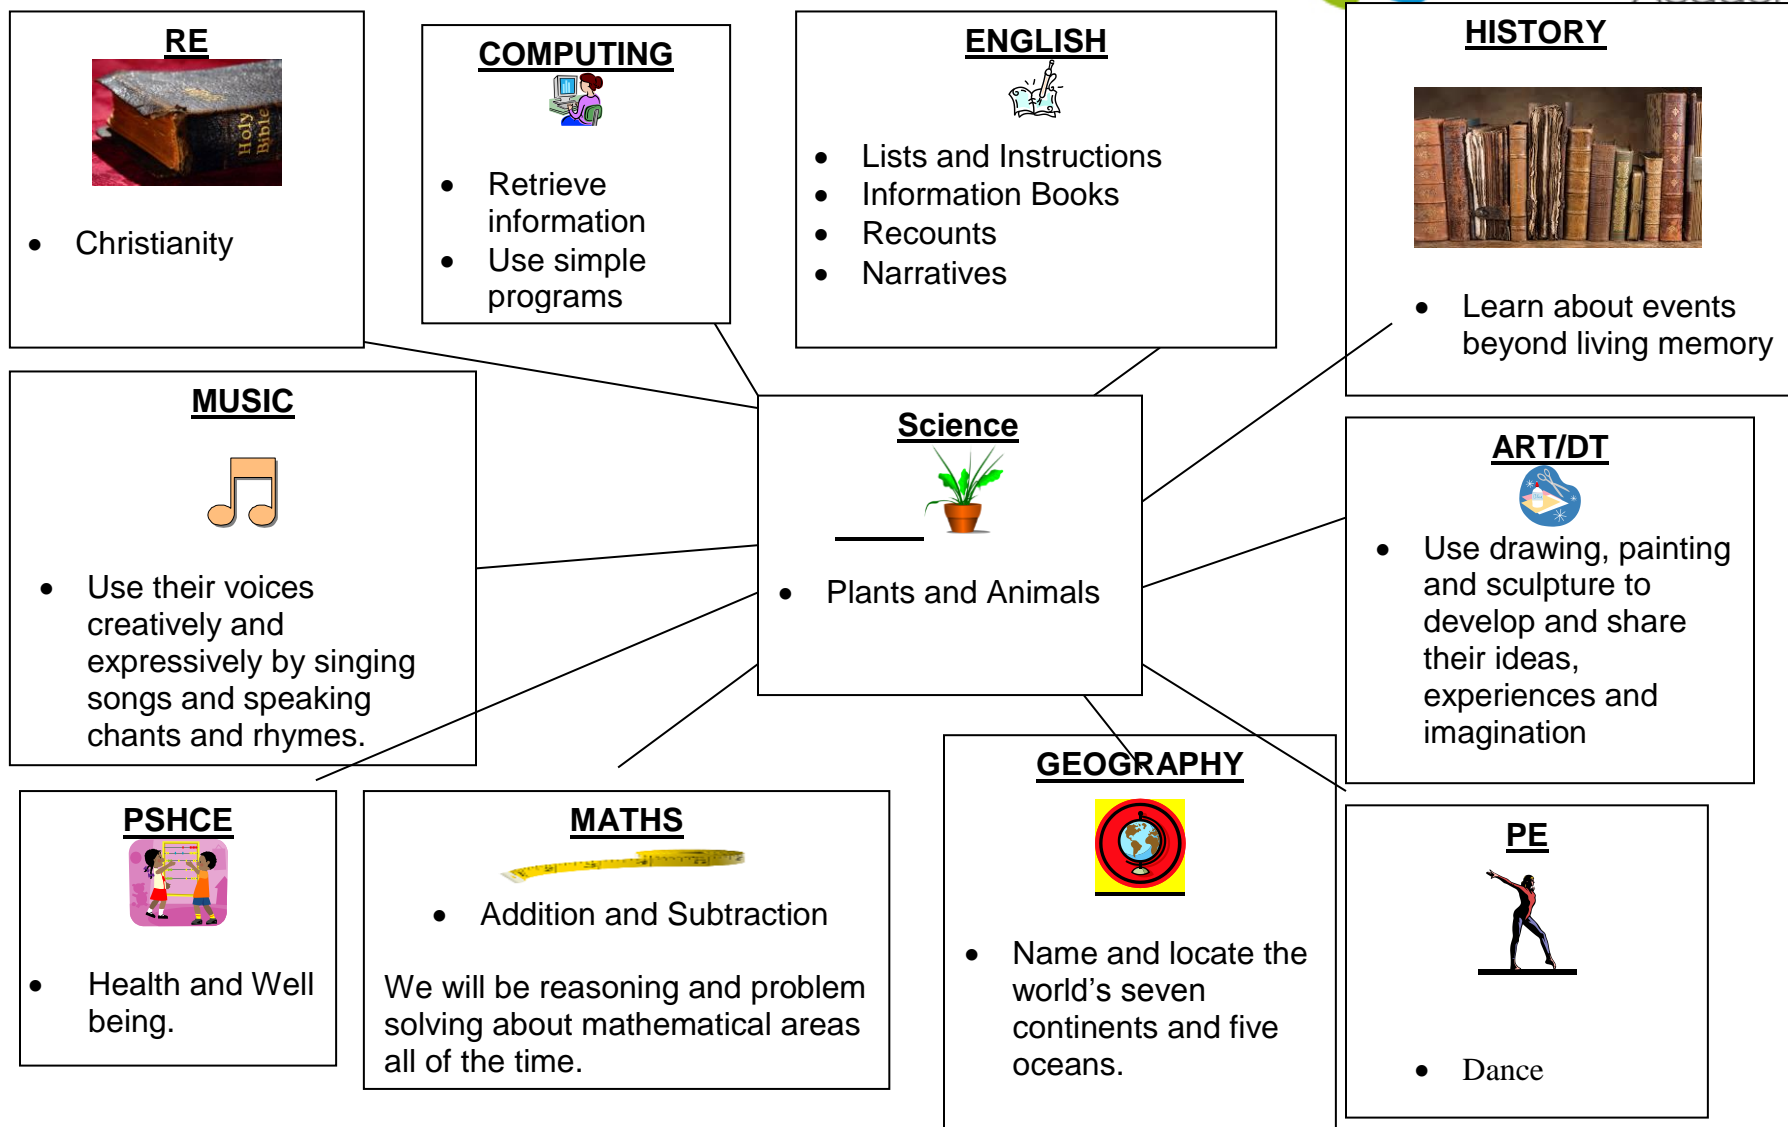 RE
Holy
Bible
• Christianity
COMPUTING
• Retrieve
information
• Use simple
programs
ENGLISH
• Lists and Instructions
• Information Books
• Recounts
• Narratives
HISTORY
• Learn about events
beyond living memory
MUSIC
• Use their voices
creatively and
expressively by singing
songs and speaking
chants and rhymes.
Science
• Plants and Animals
ART/DT
• Use drawing, painting
and sculpture to
develop and share
their ideas,
experiences and
imagination
PSHCE
• Health and Well
being.
MATHS
• Addition and Subtraction
We will be reasoning and problem
solving about mathematical areas
all of the time.
GEOGRAPHY
• Name and locate the
world’s seven
continents and five
oceans.
PE
• Dance